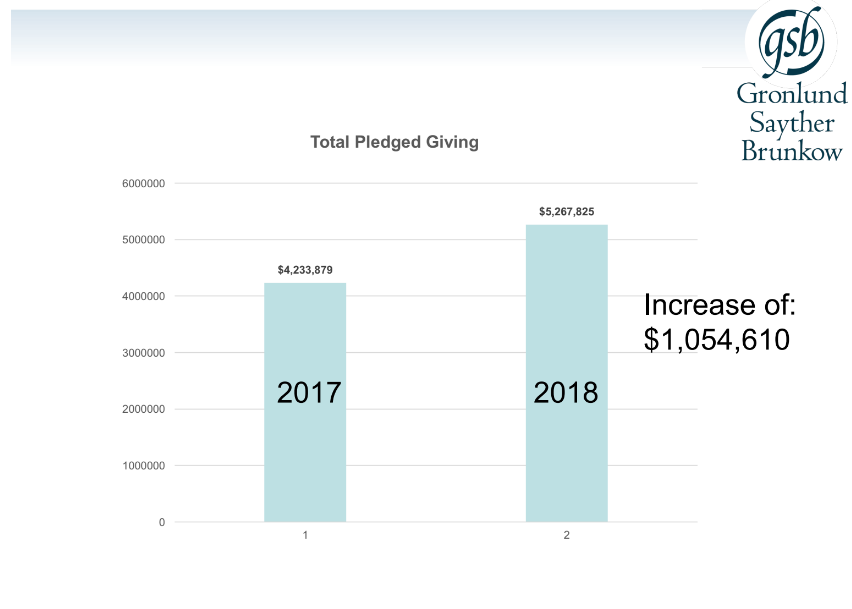 gsb
Gronlund
Sayther
Brunkow
Total Pledged Giving
6000000
$5,267,825
5000000
$4,233,879
4000000
Increase of:
$1,054,610
3000000
2017
2018
2000000
1000000
0
1
2